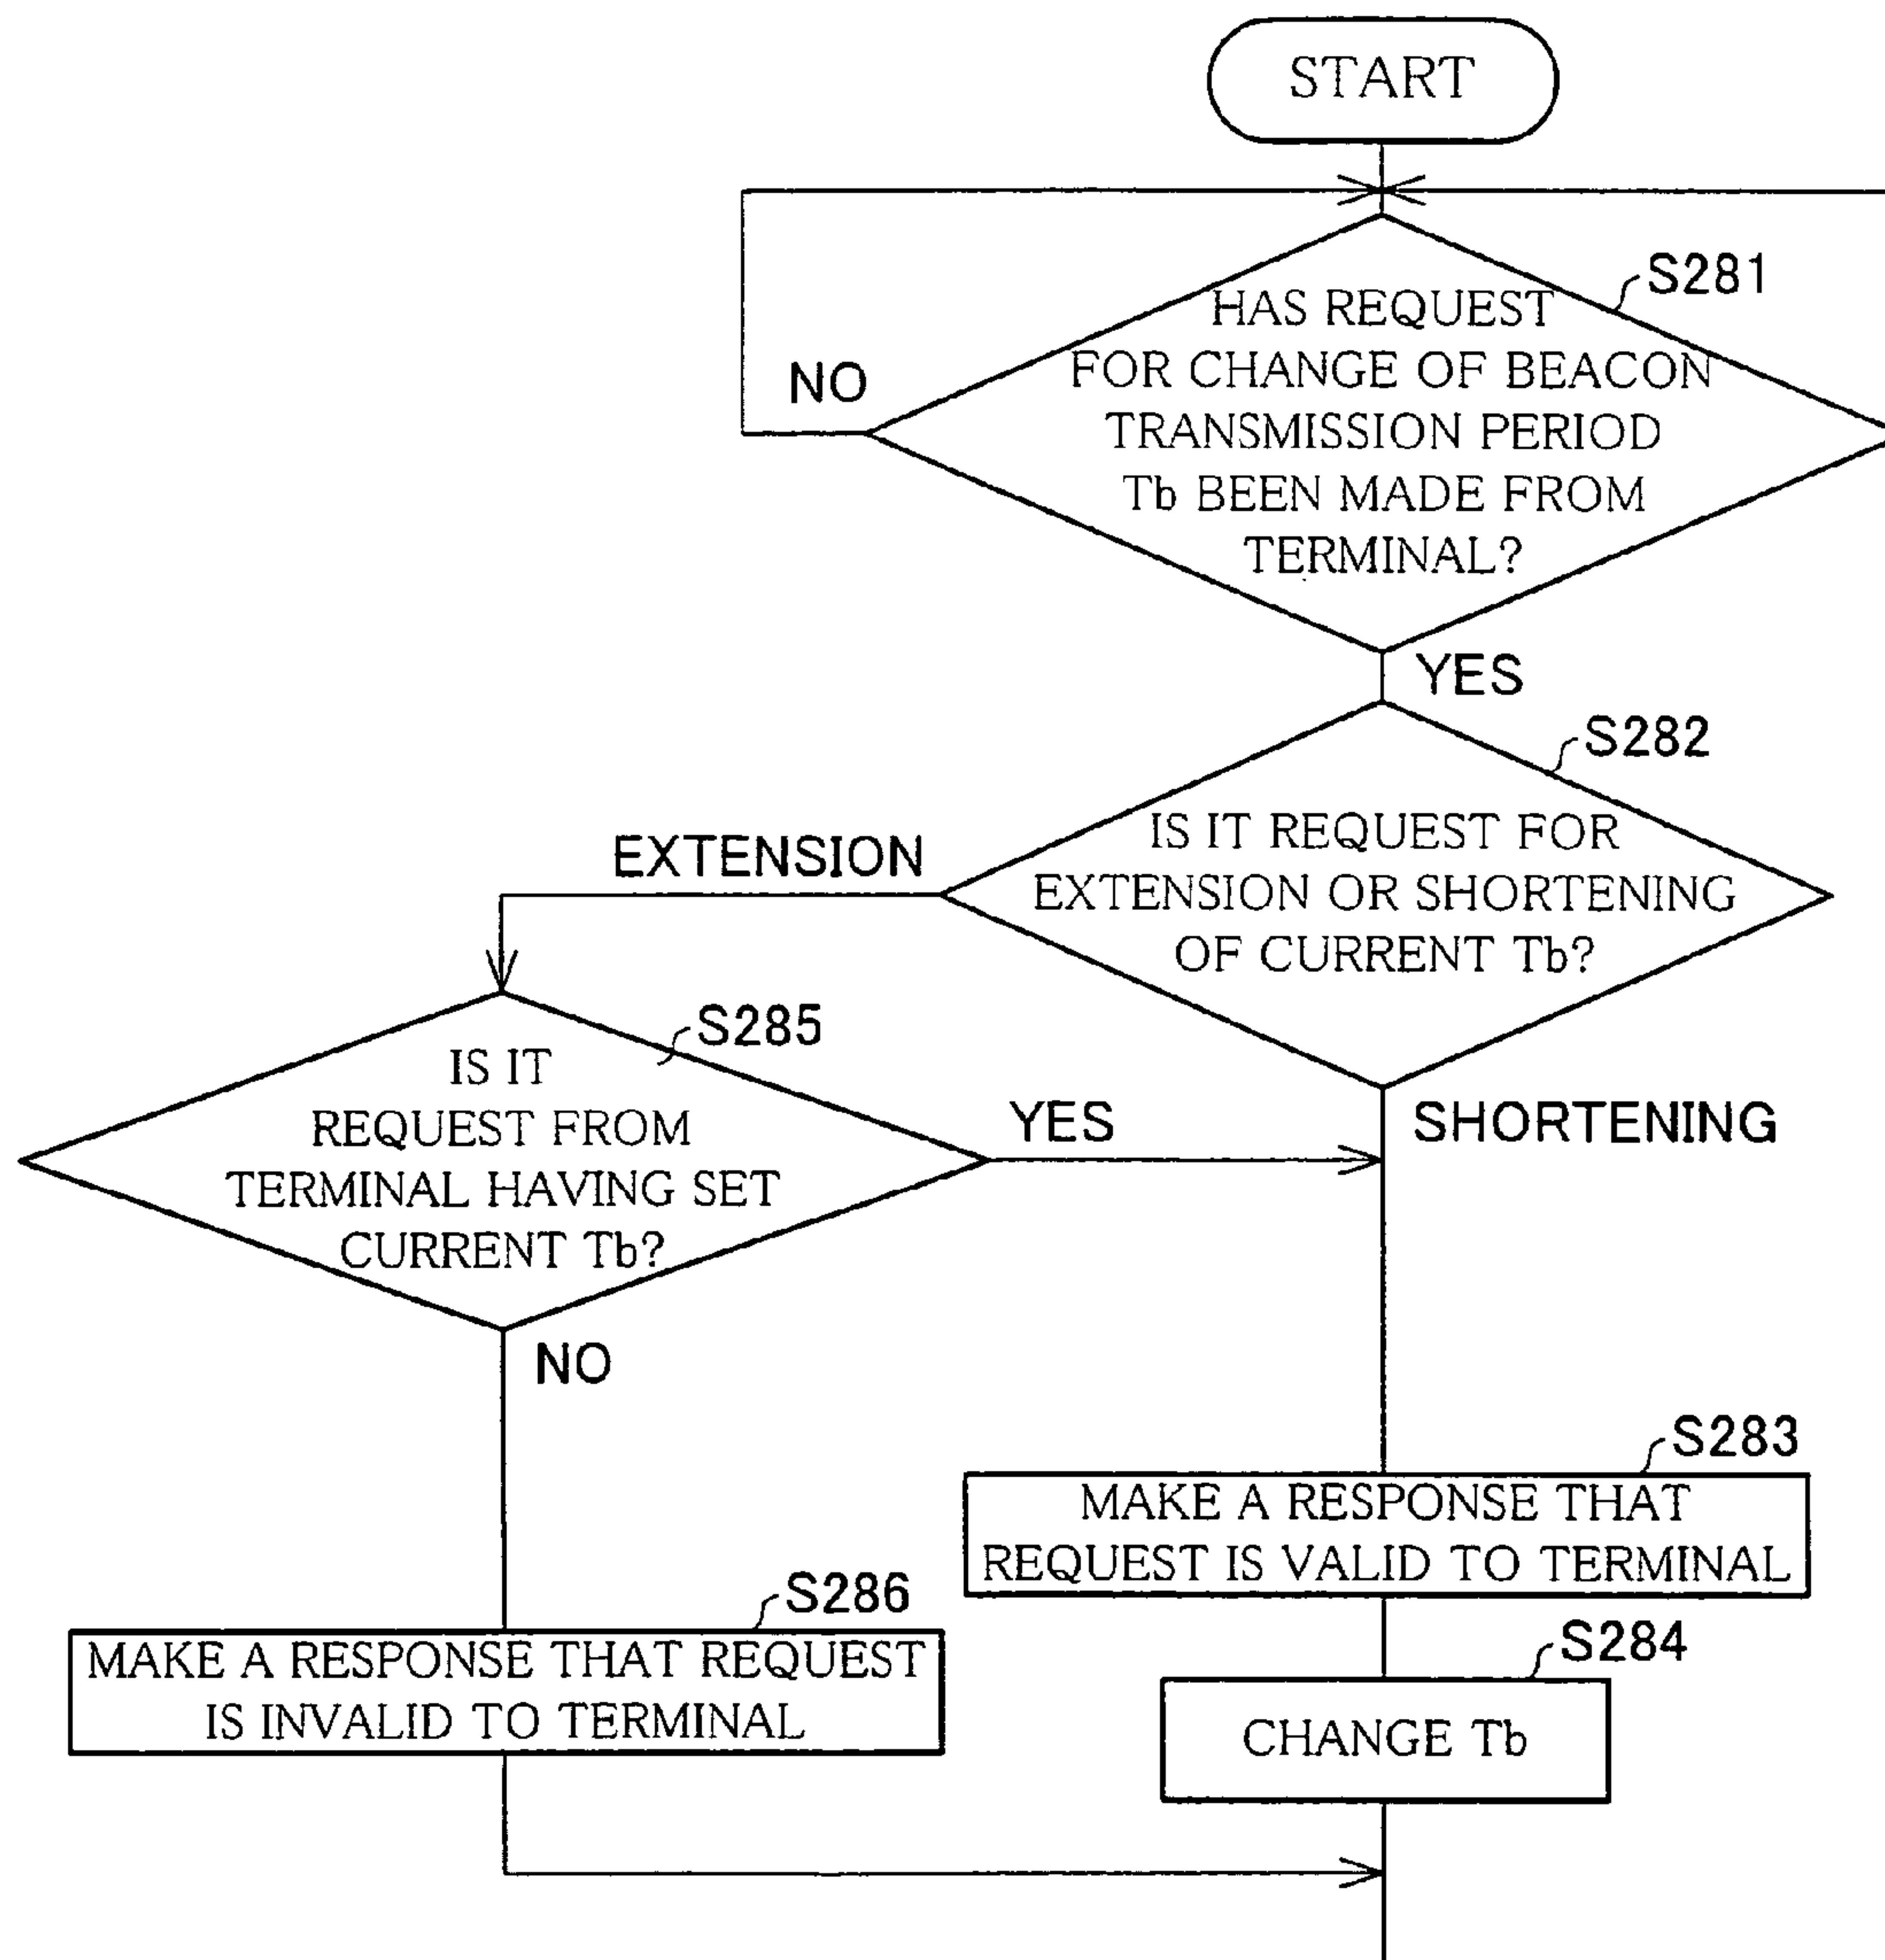 START
S281
HAS REQUEST
FOR CHANGE OF BEACON
TRANSMISSION PERIOD
Tb BEEN MADE FROM
TERMINAL?
NO
YES
S282
IS IT REQUEST FOR
EXTENSION OR SHORTENING
OF CURRENT Tb?
EXTENSION
SHORTENING
S285
IS IT
REQUEST FROM
TERMINAL HAVING SET
CURRENT Tb?
YES
NO
S283
MAKE A RESPONSE THAT
REQUEST IS VALID TO TERMINAL
S286
MAKE A RESPONSE THAT REQUEST
IS INVALID TO TERMINAL
S284
CHANGE Tb